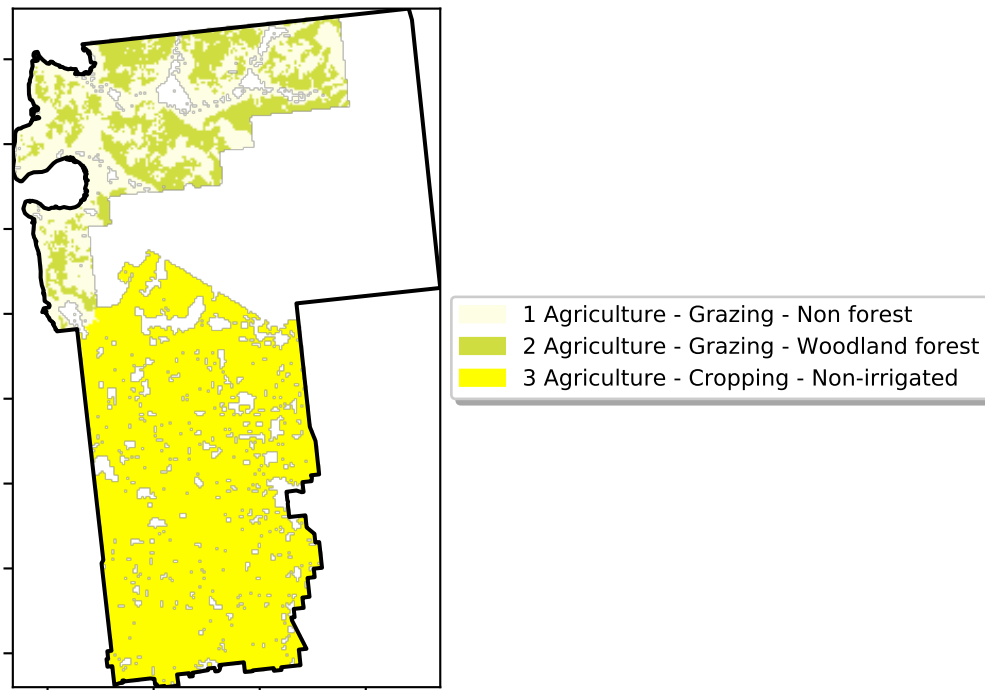 1 Agriculture - Grazing - Non forest
2 Agriculture - Grazing - Woodland forest
3 Agriculture - Cropping - Non-irrigated